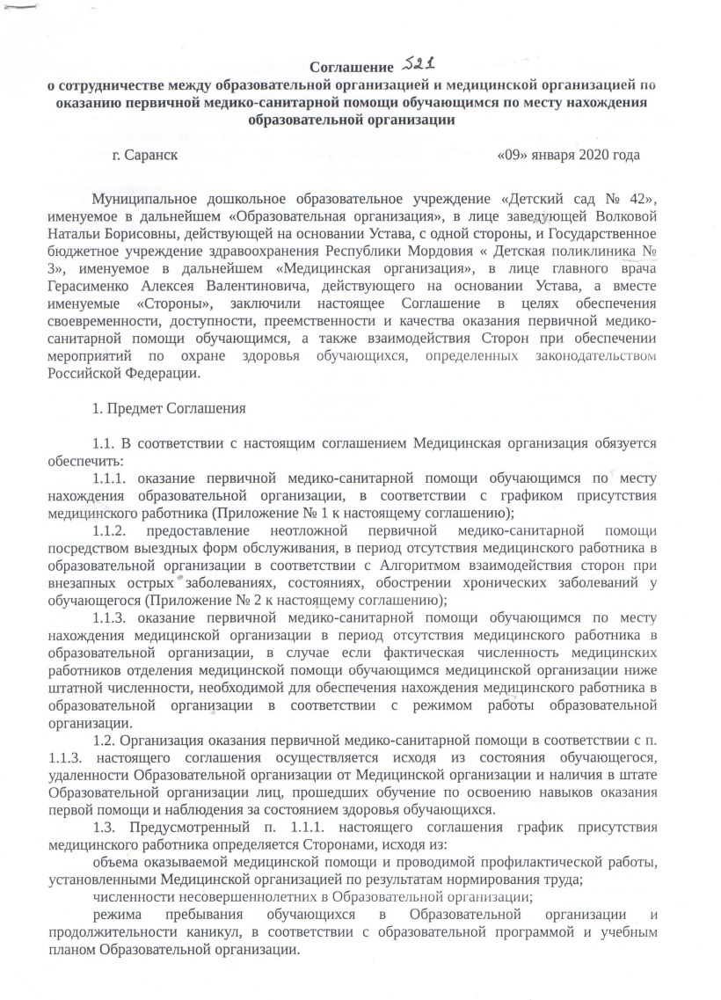 Соглашение 521
о сотрудничестве между образовательной организацией и медицинской организацией по
оказанию первичной медико-санитарной помощи обучающимся по месту нахождения
образовательной организации
г. Саранск «09» января 2020 года
Муниципальное дошкольное образовательное учреждение «Детский сад № 42»,
именуемое в дальнейшем «Образовательная организация», в лице заведующей Волковой
Натальи Борисовны, действующей на основании Устава, с одной стороны, и Государственное
бюджетное учреждение здравоохранения Республики Мордовия « Детская поликлиника №
3», именуемое в дальнейшем «Медицинская организация», в лице главного врача
Герасименко Алексея Валентиновича, действующего на основании Устава, а вместе
именуемые «Стороны», заключили настоящее Соглашение в целях обеспечения
своевременности, доступности, преемственности и качества оказания первичной медико-
санитарной помощи обучающимся, а также взаимодействия Сторон при обеспечении
мероприятий по охране здоровья обучающихся, определенных законодательством
Российской Федерации.
1. Предмет Соглашения
1.1. В соответствии с настоящим соглашением Медицинская организация обязуется
обеспечить:
1.1.1. оказание первичной медико-санитарной помощи обучающимся по месту
нахождения образовательной организации, в соответствии с графиком присутствия
медицинского работника (Приложение № 1 к настоящему соглашению);
1.1.2. предоставление неотложной первичной медико-санитарной помощи
посредством выездных форм обслуживания, в период отсутствия медицинского работника в
образовательной организации в соответствии с Алгоритмом взаимодействия сторон при
внезапных острых заболеваниях, состояниях, обострении хронических заболеваний у
обучающегося (Приложение № 2 к настоящему соглашению);
1.1.3. оказание первичной медико-санитарной помощи обучающимся по месту
нахождения медицинской организации в период отсутствия медицинского работника в
образовательной организации, в случае если фактическая численность медицинских
работников отделения медицинской помощи обучающимся медицинской организации ниже
штатной численности, необходимой для обеспечения нахождения медицинского работника в
образовательной организации в соответствии с режимом работы образовательной
организации.
1.2. Организация оказания первичной медико-санитарной помощи в соответствии с п.
1.1.3. настоящего соглашения осуществляется исходя из состояния обучающегося,
удаленности Образовательной организации от Медицинской организации и наличия в штате
Образовательной организации лиц, прошедших обучение по освоению навыков оказания
первой помощи и наблюдения за состоянием здоровья обучающихся.
1.3. Предусмотренный п. 1.1.1. настоящего соглашения график присутствия
медицинского работника определяется Сторонами, исходя из:
объема оказываемой медицинской помощи и проводимой профилактической работы,
установленными Медицинской организацией по результатам нормирования труда;
численности несовершеннолетних в Образовательной организации;
режима пребывания обучающихся в Образовательной организации и
продолжительности каникул, в соответствии с образовательной программой и учебным
планом Образовательной организации.